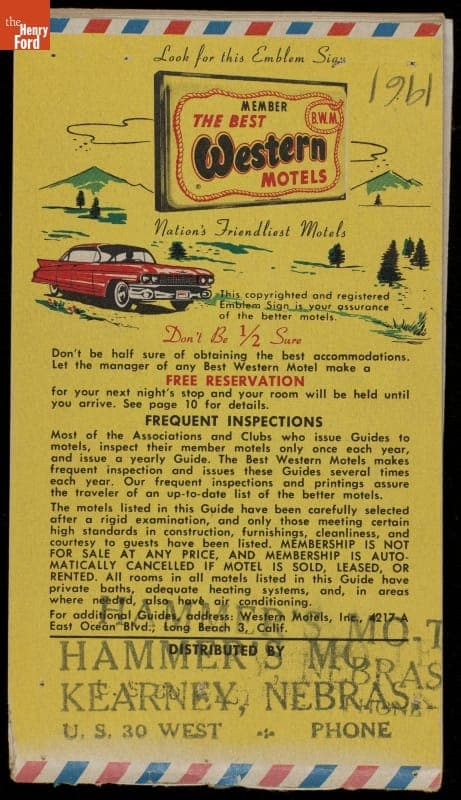 the
Henry
Ford
Look for this Emblem Sign
1961
MEMBER
THE BEST
B.W.M.
Western
®
MOTELS
Nation's Friendliest Motels
This copyrighted and registered
Emblem Sign is your assurance
of the better motels.
Don't Be 1/2 Sure
Don't be half sure of obtaining the best accommodations.
Let the manager of any Best Western Motel make a
FREE RESERVATION
for your next night's stop and your room will be held until
you arrive. See page 10 for details.
FREQUENT INSPECTIONS
Most of the Associations and Clubs who issue Guides to
motels, inspect their member motels only once each year,
and issue a yearly Guide. The Best Western Motels makes
frequent inspection and issues these Guides several times
each year. Our frequent inspections and printings assure
the traveler of an up-to-date list of the better motels.
The motels listed in this Guide have been carefully selected
after a rigid examination, and only those meeting certain
high standards in construction, furnishings, cleanliness, and
courtesy to guests have been listed. MEMBERSHIP IS NOT
FOR SALE AT ANY PRICE, AND MEMBERSHIP IS AUTO-
MATICALLY CANCELLED IF MOTEL IS SOLD, LEASED, OR
RENTED. All rooms in all motels listed in this Guide have
private baths, adequate heating systems, and, in areas
where needed, also have air conditioning.
For additional Guides, address: Western Motels, Inc., 4217-A
East Ocean Blvd., Long Beach 3, Calif.
HAMMER'S MO-T
DISTRIBUTED BY
HAMMER'S MO
NEBRAS
KEARNEY, NEBRAS
PHONE
U. S. 30 WEST PHONE